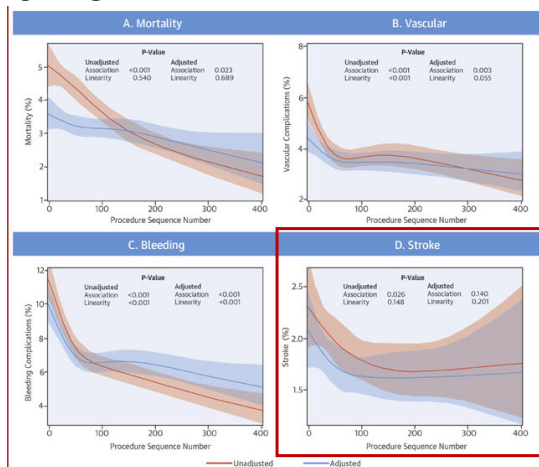 A. Mortality
P-Value
Unadjusted Adjusted
Association <0.001 Association 0.023
Linearity 0.540 Linearity 0.689
Mortality (%)
5
4
3
2
1
0 100 200 300 400
Procedure Sequence Number
B. Vascular
P-Value
Unadjusted Adjusted
Association <0.001 Association 0.003
Linearity <0.001 Linearity 0.055
Vascular Complications (%)
8
6
4
2
0 100 200 300 400
Procedure Sequence Number
C. Bleeding
P-Value
Unadjusted Adjusted
Association <0.001 Association <0.001
Linearity <0.001 Linearity <0.001
Bleeding Complications (%)
12
10
8
6
4
0 100 200 300 400
Procedure Sequence Number
D. Stroke
P-Value
Unadjusted Adjusted
Association 0.026 Association 0.140
Linearity 0.148 Linearity 0.201
Stroke (%)
2.5
2.0
1.5
0 100 200 300 400
Procedure Sequence Number
Unadjusted Adjusted